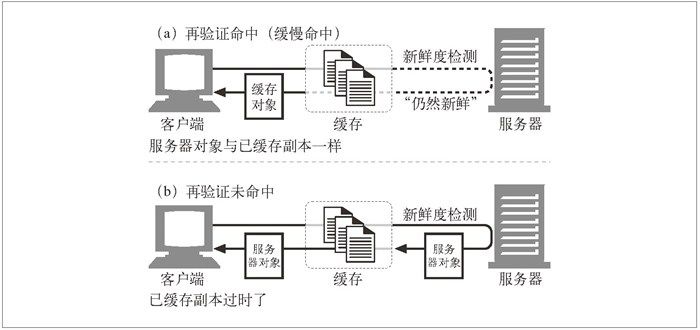 （a）再验证命中（缓慢命中）
新鲜度检测
缓存
对象
“仍然新鲜”
客户端
缓存
服务器
服务器对象与已缓存副本一样
（b）再验证未命中
新鲜度检测
服务
器对象
服务
器对象
客户端
缓存
服务器
已缓存副本过时了